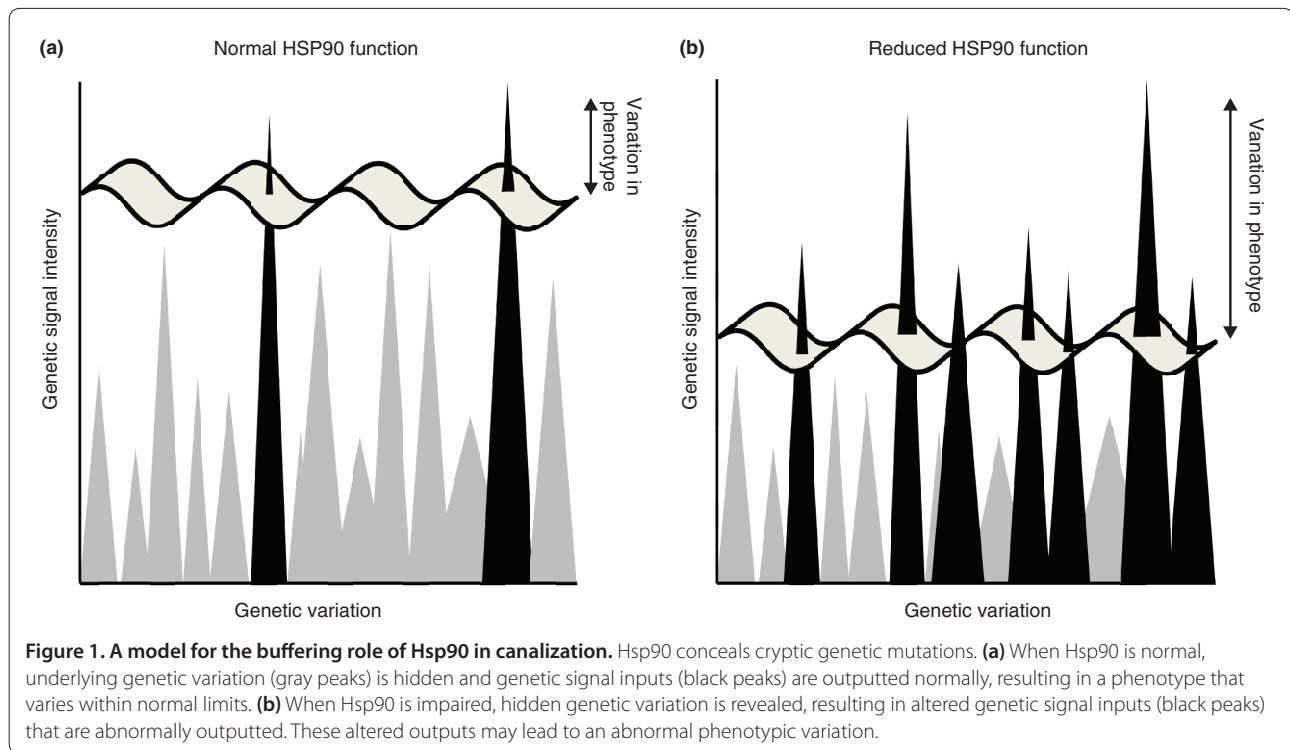 (a)
Normal HSP90 function
Vanation in
phenotype
Genetic signal intensity
Genetic variation
(b)
Reduced HSP90 function
Vanation in phenotype
Genetic signal intensity
Genetic variation
Figure 1. A model for the buffering role of Hsp90 in canalization. Hsp90 conceals cryptic genetic mutations. (a) When Hsp90 is normal,
underlying genetic variation (gray peaks) is hidden and genetic signal inputs (black peaks) are outputted normally, resulting in a phenotype that
varies within normal limits. (b) When Hsp90 is impaired, hidden genetic variation is revealed, resulting in altered genetic signal inputs (black peaks)
that are abnormally outputted. These altered outputs may lead to an abnormal phenotypic variation.